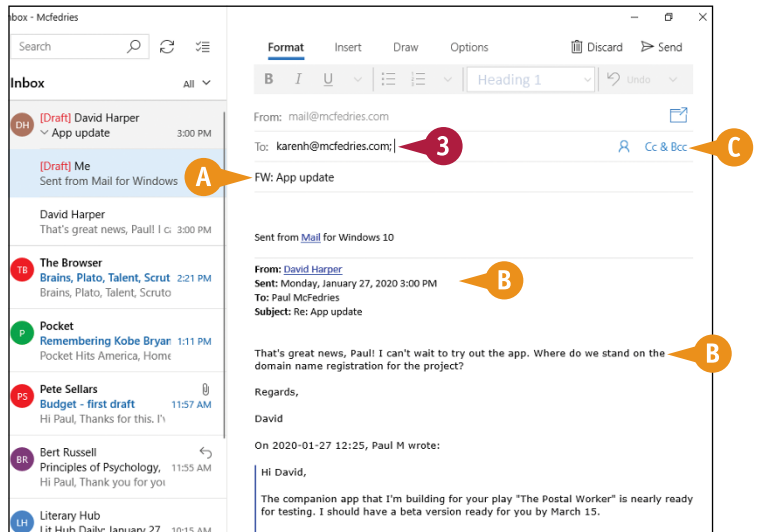 nbox - Mcfedries
Search
Inbox
All
DH
[Draft] David Harper
App update 3:00 PM
[Draft] Me
Sent from Mail for Windows
David Harper
That's great news, Paul! I ca 3:00 PM
TB
The Browser
Brains, Plato, Talent, Scrut 2:21 PM
Brains, Plato, Talent, Scruto
P
Pocket
Remembering Kobe Bryan 1:11 PM
Pocket Hits America, Home
PS
Pete Sellars
Budget - first draft 11:57 AM
Hi Paul, Thanks for this. I'v
BR
Bert Russell
Principles of Psychology, 11:55 AM
Hi Paul, Thank you for you
LH
Literary Hub
Lit Hub Daily: January 27 10:15 AM
Format Insert Draw Options Discard Send
B I U Heading 1 Undo
From: mail@mcfedries.com
To: karenh@mcfedries.com; 3 Cc & Bcc C
A FW: App update
Sent from Mail for Windows 10
From: David Harper
Sent: Monday, January 27, 2020 3:00 PM B
To: Paul McFedries
Subject: Re: App update
That's great news, Paul! I can't wait to try out the app. Where do we stand on the B
domain name registration for the project?
Regards,
David
On 2020-01-27 12:25, Paul M wrote:
Hi David,
The companion app that I'm building for your play "The Postal Worker" is nearly ready
for testing. I should have a beta version ready for you by March 15.